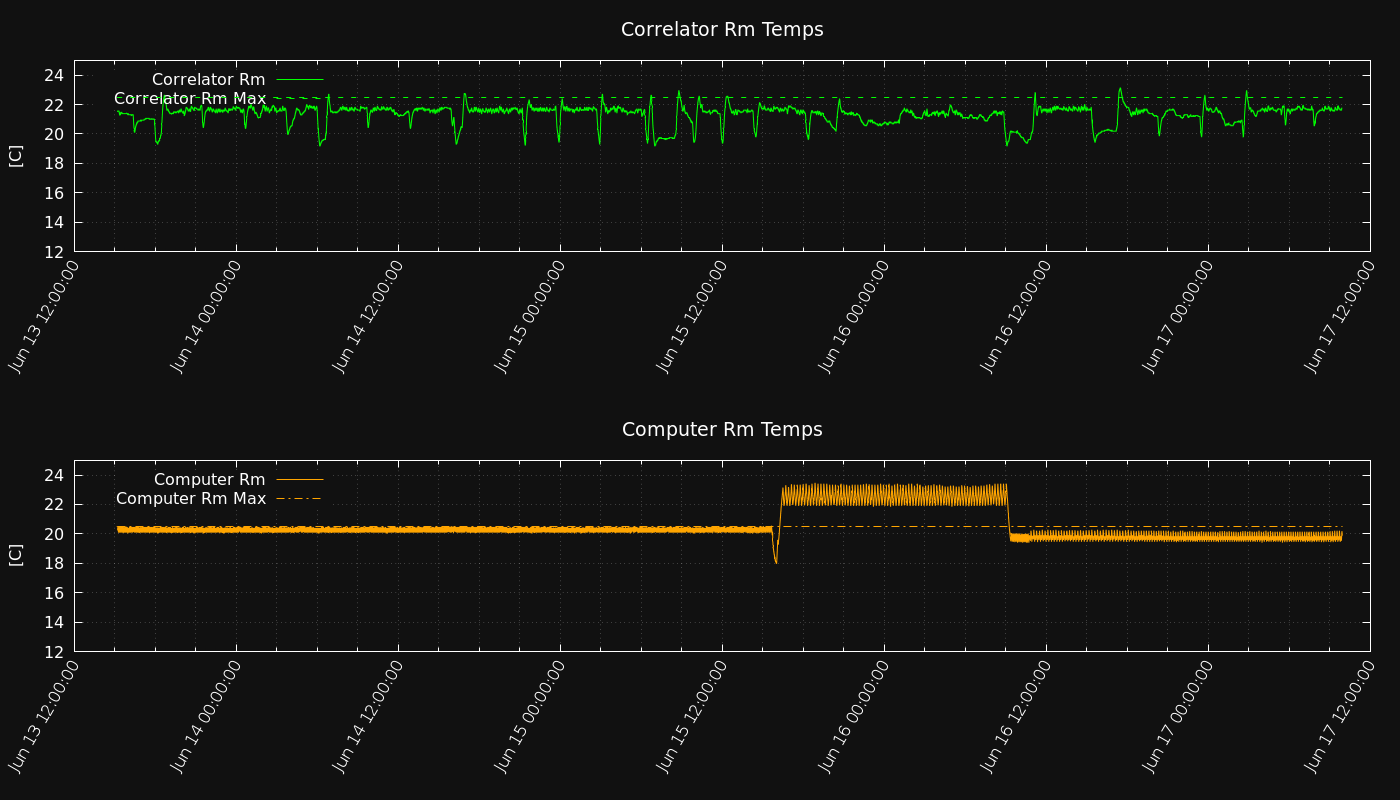 Correlator Rm Temps
Correlator Rm
Correlator Rm Max
24
22
20
18
16
14
12
[C]
Jun 13 12:00:00
Jun 14 00:00:00
Jun 14 12:00:00
Jun 15 00:00:00
Jun 15 12:00:00
Jun 16 00:00:00
Jun 16 12:00:00
Jun 17 00:00:00
Jun 17 12:00:00
Computer Rm Temps
Computer Rm
Computer Rm Max
24
22
20
18
16
14
12
[C]
Jun 13 12:00:00
Jun 14 00:00:00
Jun 14 12:00:00
Jun 15 00:00:00
Jun 15 12:00:00
Jun 16 00:00:00
Jun 16 12:00:00
Jun 17 00:00:00
Jun 17 12:00:00